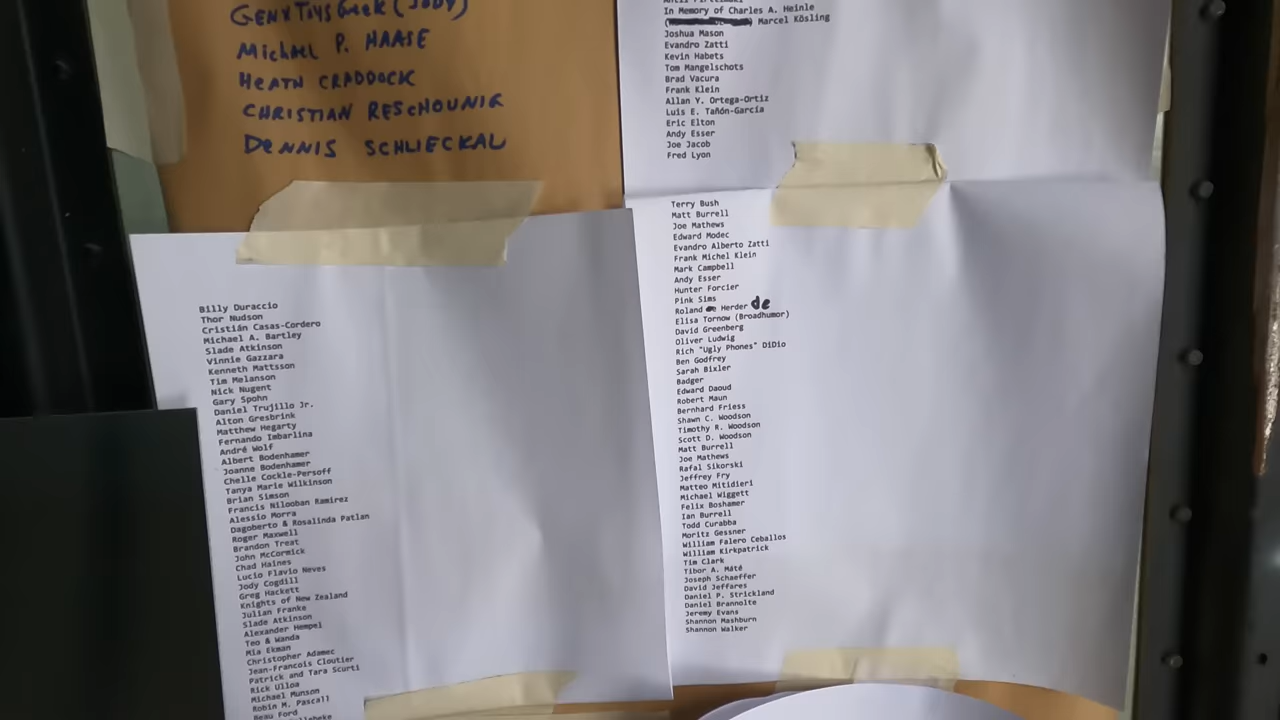 GENXTOYSGeek (JODY)
Michael P. HAASE
HEATH CRADDOCK
CHRISTIAN RESCHOUNIG
DENNIS SCHLIECKAL
In Memory of Charles A. Heinle
Marcel Kösling
Joshua Mason
Evandro Zatti
Kevin Habets
Tom Mangelschots
Brad Vacura
Frank Klein
Allan Y. Ortega-Ortiz
Luis E. Tañón-García
Eric Elton
Andy Esser
Joe Jacob
Fred Lyon
Terry Bush
Matt Burrell
Joe Mathews
Edward Modec
Evandro Alberto Zatti
Frank Michel Klein
Mark Campbell
Andy Esser
Hunter Forcier
Pink Sims
Roland de Herder de
Elisa Tornow (Broadhumor)
David Greenberg
Oliver Ludwig
Rich "Ugly Phones" DiDio
Ben Godfrey
Sarah Bixler
Badger
Edward Daoud
Robert Maun
Bernhard Friess
Shawn C. Woodson
Timothy R. Woodson
Scott D. Woodson
Matt Burrell
Joe Mathews
Rafal Sikorski
Jeffrey Fry
Matteo Mitidieri
Michael Wiggett
Felix Boshamer
Ian Burrell
Todd Curabba
Moritz Gessner
William Falero Ceballos
William Kirkpatrick
Tim Clark
Tibor A. Máté
Joseph Schaeffer
David Jeffares
Daniel P. Strickland
Daniel Brannolte
Jeremy Evans
Shannon Mashburn
Shannon Walker
Billy Duraccio
Thor Nudson
Cristián Casas-Cordero
Michael A. Bartley
Slade Atkinson
Vinnie Gazzara
Kenneth Mattsson
Tim Melanson
Nick Nugent
Gary Spohn
Daniel Trujillo Jr.
Alton Gresbrink
Matthew Hegarty
Fernando Imbarlina
André Wolf
Albert Bodenhamer
Joanne Bodenhamer
Chelle Cockle-Persoff
Tanya Marie Wilkinson
Brian Simson
Francis Nilooban Ramirez
Alessio Morra
Dagoberto & Rosalinda Patlan
Roger Maxwell
Brandon Treat
John McCormick
Chad Haines
Lucio Flavio Neves
Jody Cogdill
Greg Hackett
Knights of New Zealand
Julian Franke
Slade Atkinson
Alexander Hempel
Teo & Wanda
Mia Ekman
Christopher Adamec
Jean-Francois Cloutier
Patrick and Tara Scurti
Rick Ulloa
Michael Munson
Robin M. Pascall
Beau Ford